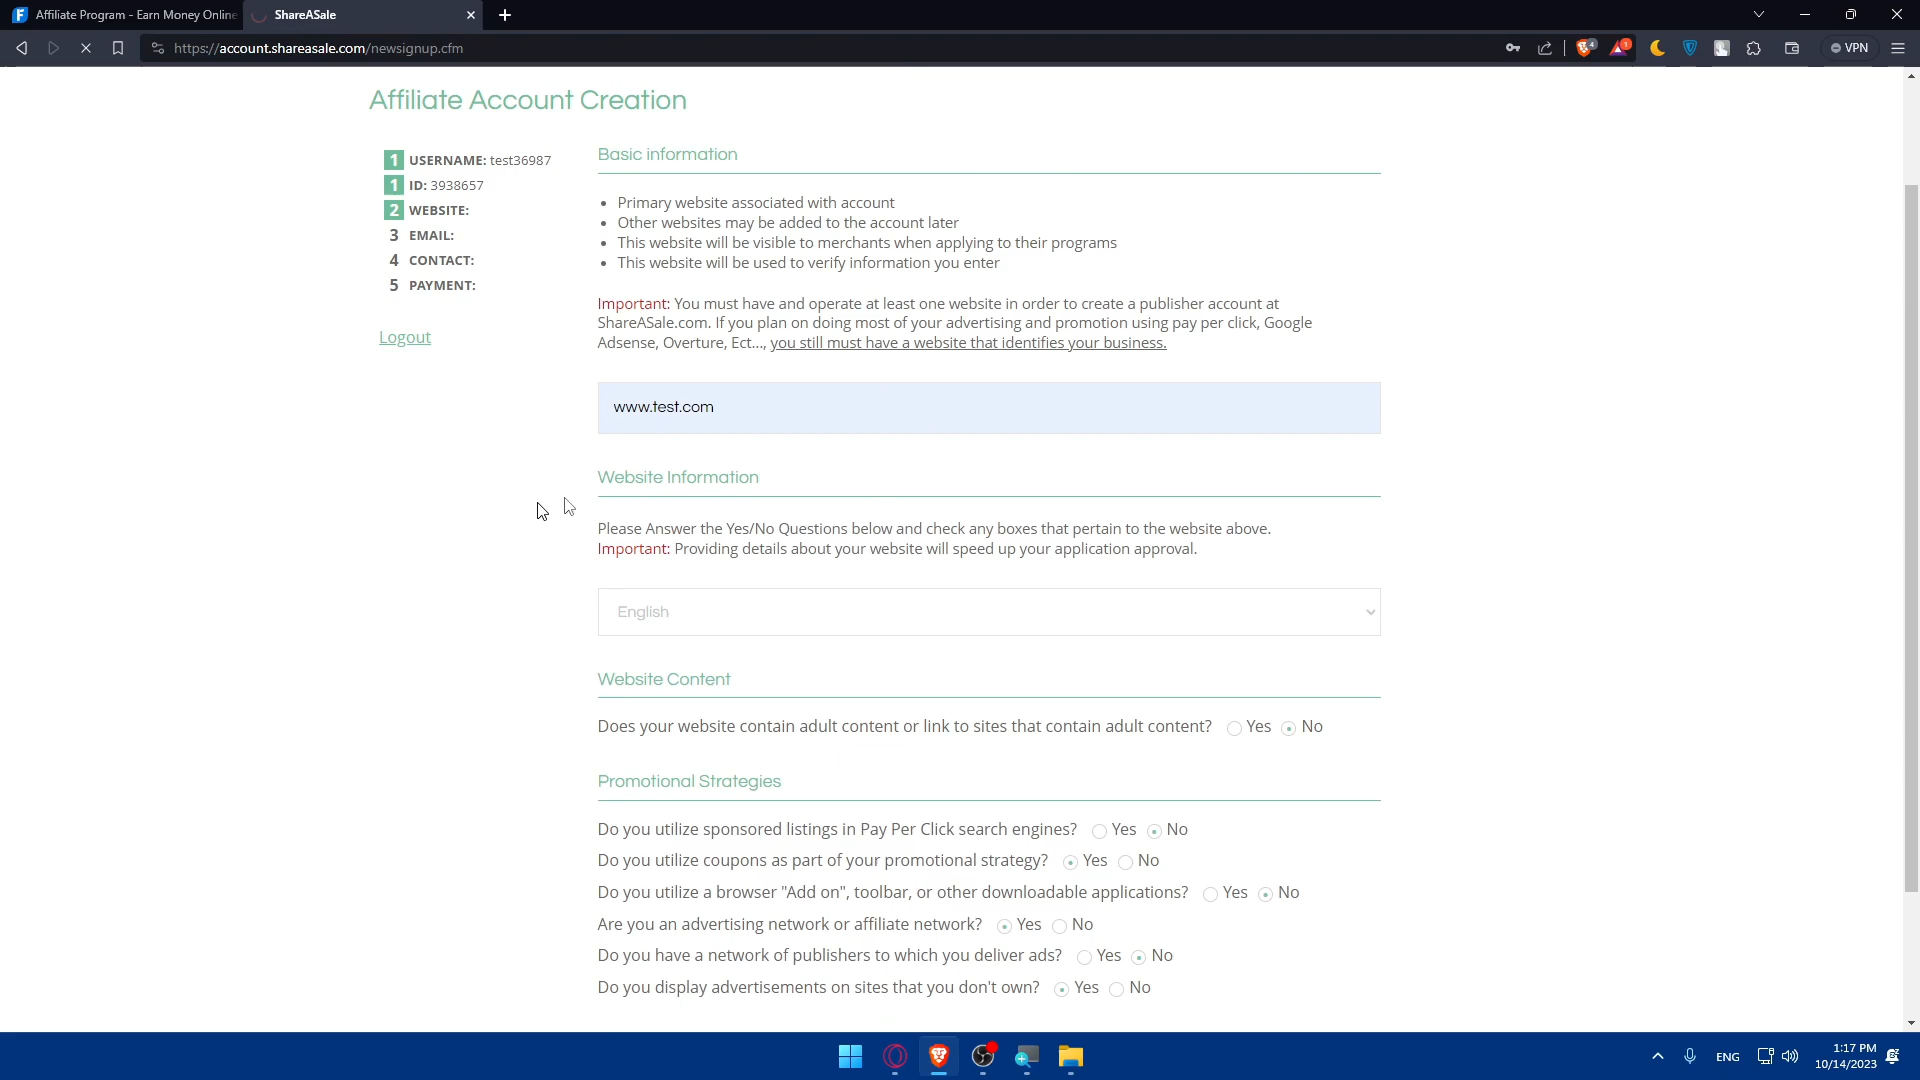 Affiliate Program - Earn Money Online
ShareASale
https://account.shareasale.com/newsignup.cfm
4
1
VPN
Affiliate Account Creation
1 USERNAME: test36987
1 ID: 3938657
2 WEBSITE:
3 EMAIL:
4 CONTACT:
5 PAYMENT:
Logout
Basic information
Primary website associated with account
Other websites may be added to the account later
This website will be visible to merchants when applying to their programs
This website will be used to verify information you enter
Important: You must have and operate at least one website in order to create a publisher account at
ShareASale.com. If you plan on doing most of your advertising and promotion using pay per click, Google
Adsense, Overture, Ect..., you still must have a website that identifies your business.
www.test.com
Website Information
Please Answer the Yes/No Questions below and check any boxes that pertain to the website above.
Important: Providing details about your website will speed up your application approval.
English
Website Content
Does your website contain adult content or link to sites that contain adult content? Yes No
Promotional Strategies
Do you utilize sponsored listings in Pay Per Click search engines? Yes No
Do you utilize coupons as part of your promotional strategy? Yes No
Do you utilize a browser "Add on", toolbar, or other downloadable applications? Yes No
Are you an advertising network or affiliate network? Yes No
Do you have a network of publishers to which you deliver ads? Yes No
Do you display advertisements on sites that you don't own? Yes No
ENG
1:17 PM
10/14/2023